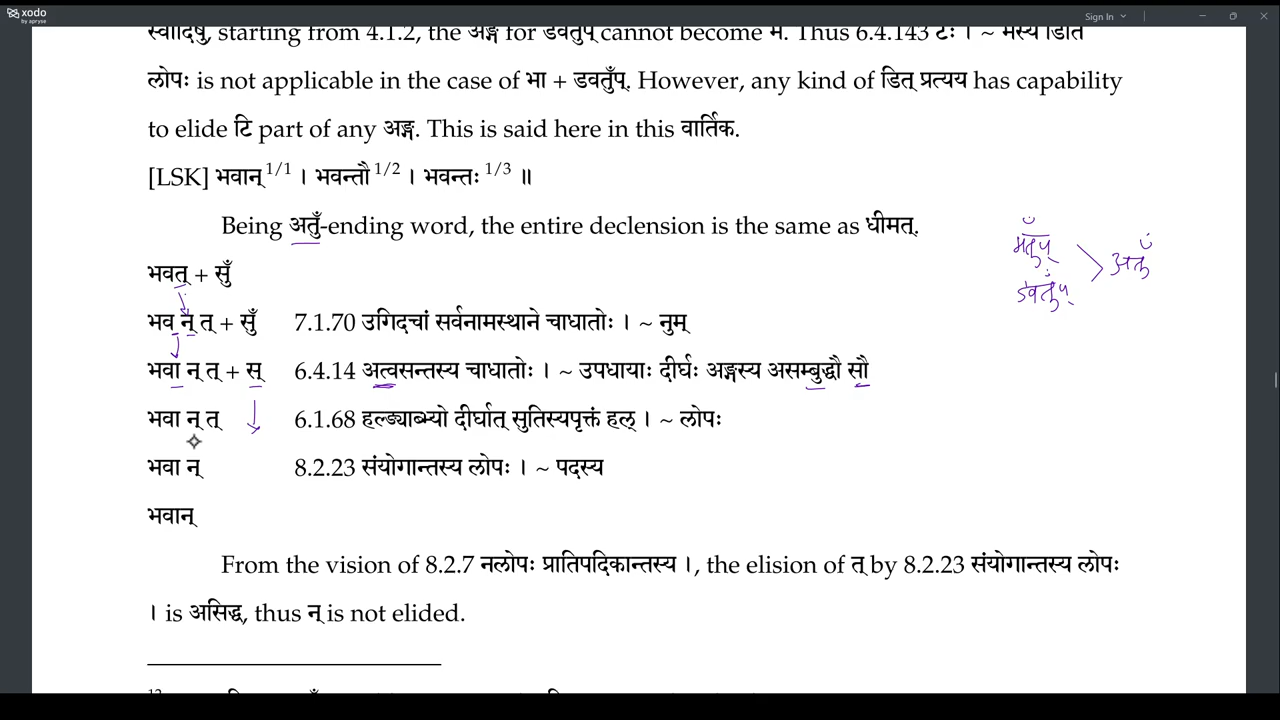 xodo
by apryse
Sign In
स्वादिषु, starting from 4.1.2, the अङ्ग for डवतुप् cannot become भ. Thus 6.4.143 टेः । ~ भस्य डिति
लोपः is not applicable in the case of भा + डवतुँप्. However, any kind of डित् प्रत्यय has capability
to elide टि part of any अङ्ग. This is said here in this वार्तिक.
[LSK] भवान् 1/1 । भवन्तौ 1/2 । भवन्तः 1/3 ॥
Being अतुँ-ending word, the entire declension is the same as धीमत्.
मतुँप्
डवतुँप्
अतुँ
भवत् + सुँ
भव न् त् + सुँ 7.1.70 उगिदचां सर्वनामस्थाने चाधातोः । ~ नुम्
भवा न् त् + स् 6.4.14 अत्वसन्तस्य चाधातोः । ~ उपधायाः दीर्घः अङ्गस्य असम्बुद्धौ सौ
भवा न् त् 6.1.68 हल्ङ्याब्भ्यो दीर्घात् सुतिस्यपृक्तं हल् । ~ लोपः
भवा न् 8.2.23 संयोगान्तस्य लोपः । ~ पदस्य
भवान्
From the vision of 8.2.7 नलोपः प्रातिपदिकान्तस्य ।, the elision of त् by 8.2.23 संयोगान्तस्य लोपः
। is असिद्ध, thus न् is not elided.